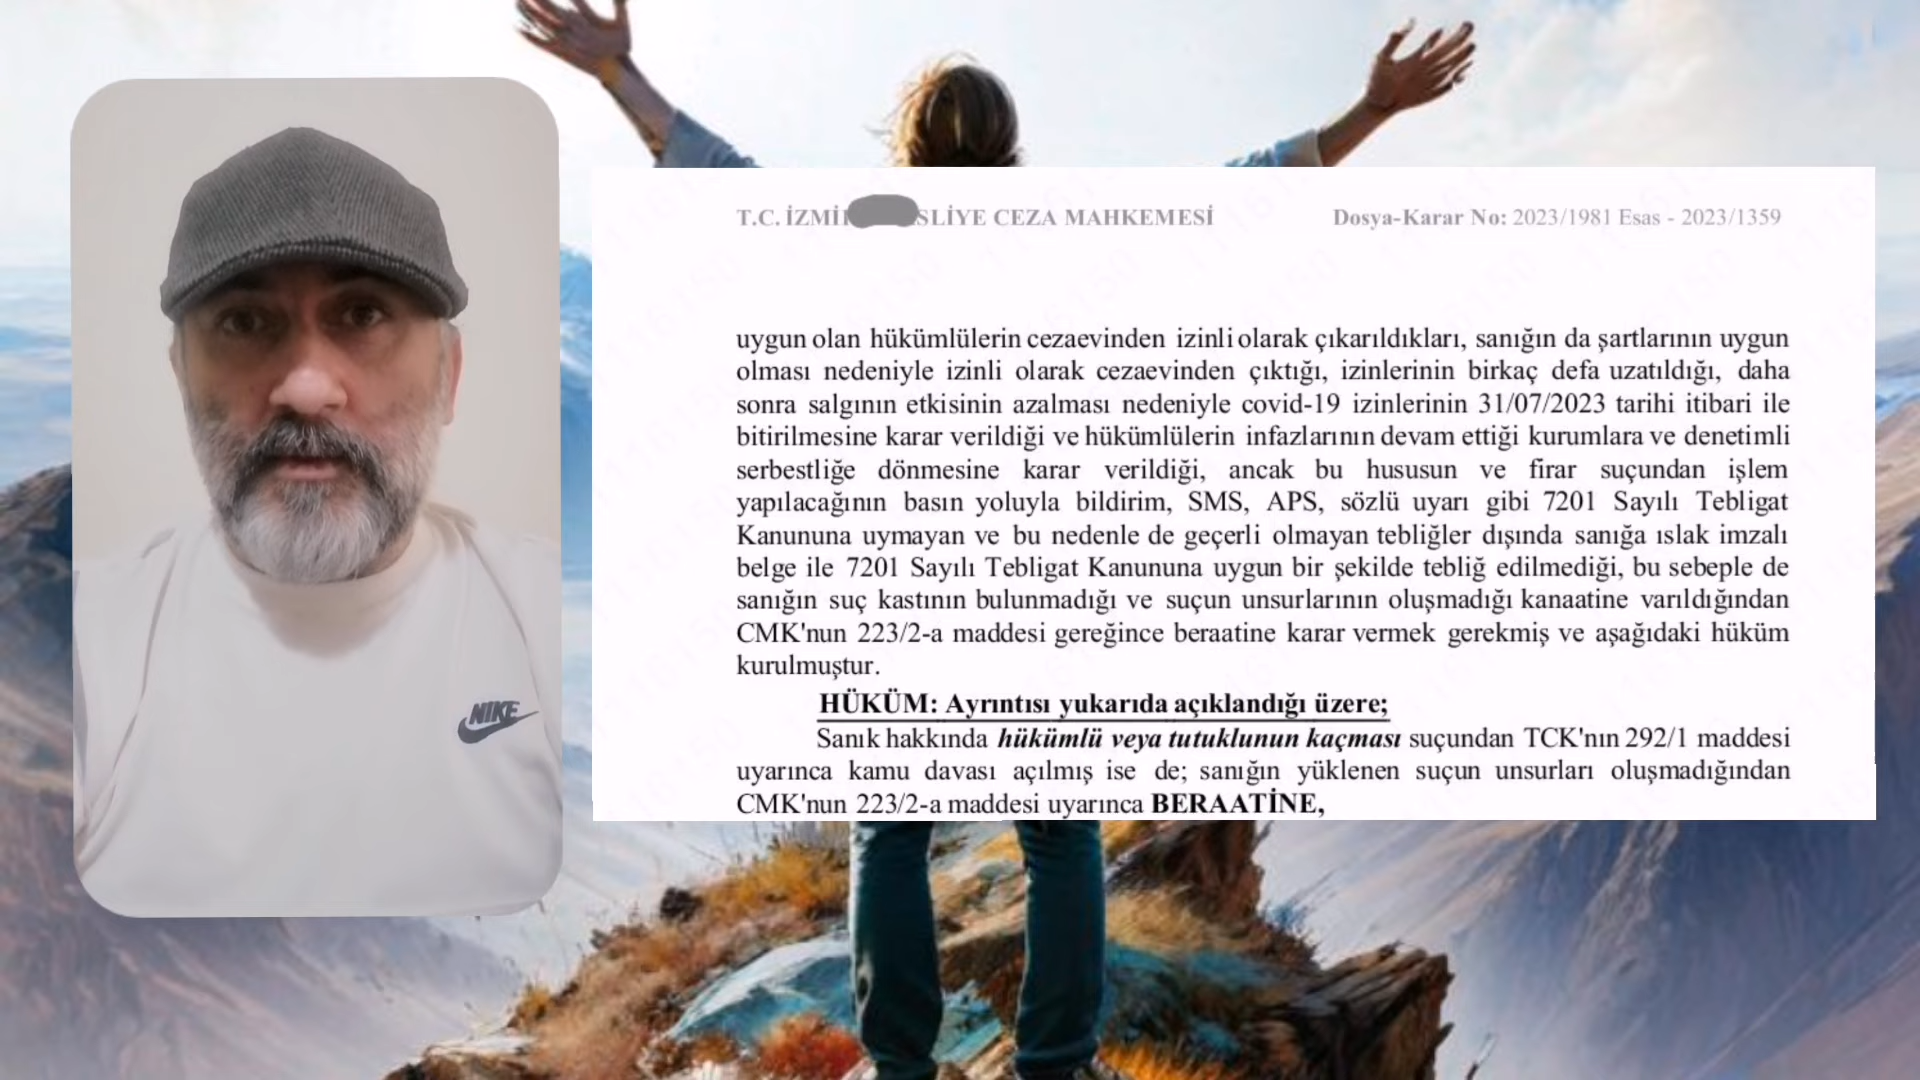 NIKE
T.C. İZMİ SLİYE CEZA MAHKEMESİ
Dosya-Karar No: 2023/1981 Esas - 2023/1359
uygun olan hükümlülerin cezaevinden izinli olarak çıkarıldıkları, sanığın da şartlarının uygun
olması nedeniyle izinli olarak cezaevinden çıktığı, izinlerinin birkaç defa uzatıldığı, daha
sonra salgının etkisinin azalması nedeniyle covid-19 izinlerinin 31/07/2023 tarihi itibari ile
bitirilmesine karar verildiği ve hükümlülerin infazlarının devam ettiği kurumlara ve denetimli
serbestliğe dönmesine karar verildiği, ancak bu hususun ve firar suçundan işlem
yapılacağının basın yoluyla bildirim, SMS, APS, sözlü uyarı gibi 7201 Sayılı Tebligat
Kanununa uymayan ve bu nedenle de geçerli olmayan tebliğler dışında sanığa ıslak imzalı
belge ile 7201 Sayılı Tebligat Kanununa uygun bir şekilde tebliğ edilmediği, bu sebeple de
sanığın suç kastının bulunmadığı ve suçun unsurlarının oluşmadığı kanaatine varıldığından
CMK'nun 223/2-a maddesi gereğince beraatine karar vermek gerekmiş ve aşağıdaki hüküm
kurulmuştur.
HÜKÜM: Ayrıntısı yukarıda açıklandığı üzere;
Sanık hakkında hükümlü veya tutuklunun kaçması suçundan TCK'nın 292/1 maddesi
uyarınca kamu davası açılmış ise de; sanığın yüklenen suçun unsurları oluşmadığından
CMK'nun 223/2-a maddesi uyarınca BERAATİNE,